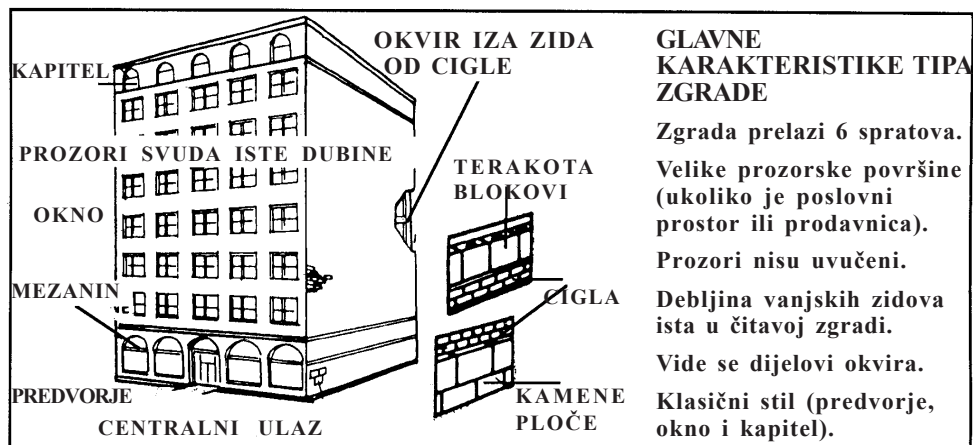 KAPITEL
OKVIR IZA ZIDA
OD CIGLE
PROZORI SVUDA ISTE DUBINE
TERAKOTA
BLOKOVI
OKNO
MEZANIN
NE
CIGLA
PREDVORJE
CENTRALNI ULAZ
KAMENE
PLOČE
GLAVNE
KARAKTERISTIKE TIPA
ZGRADE
Zgrada prelazi 6 spratova.
Velike prozorske površine
(ukoliko je poslovni
prostor ili prodavnica).
Prozori nisu uvučeni.
Debljina vanjskih zidova
ista u čitavoj zgradi.
Vide se dijelovi okvira.
Klasični stil (predvorje,
okno i kapitel).